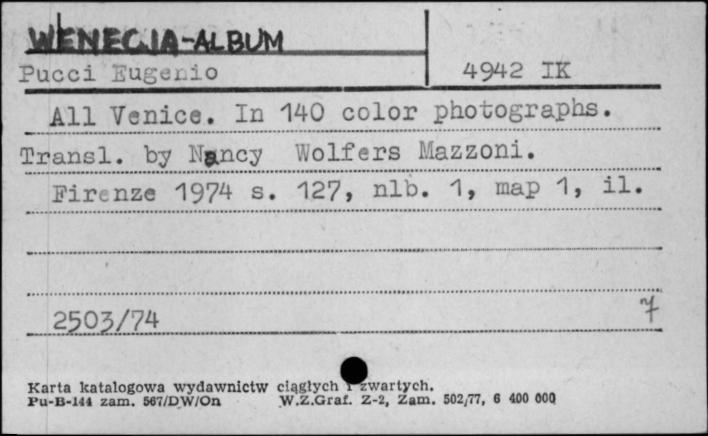 WENECJA-ALBUM
Pucci Eugenio 4942 IK
All Venice. In 140 color photographs.
Transl. by Nancy Wolfers Mazzoni.
Firenze 1974 s. 127, nlb. 1, map 1, il.
2503/74 7
Karta katalogowa wydawnictw ciągłych i zwartych.
Pu-B-144 zam. 567/DW/On W.Z.Graf. Z-2, Zam. 502/77, 6 400 000